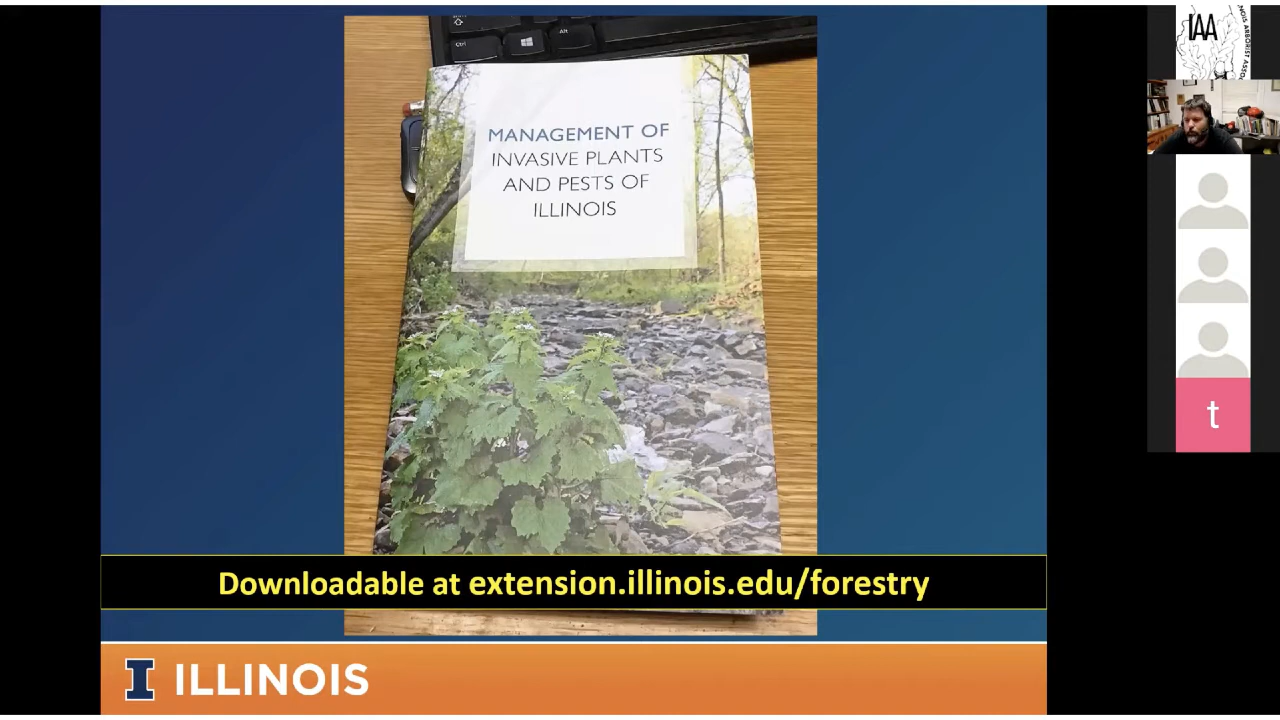 Ctrl
Alt
MANAGEMENT OF
INVASIVE PLANTS
AND PESTS OF
ILLINOIS
Downloadable at extension.illinois.edu/forestry
I ILLINOIS
IAA
t